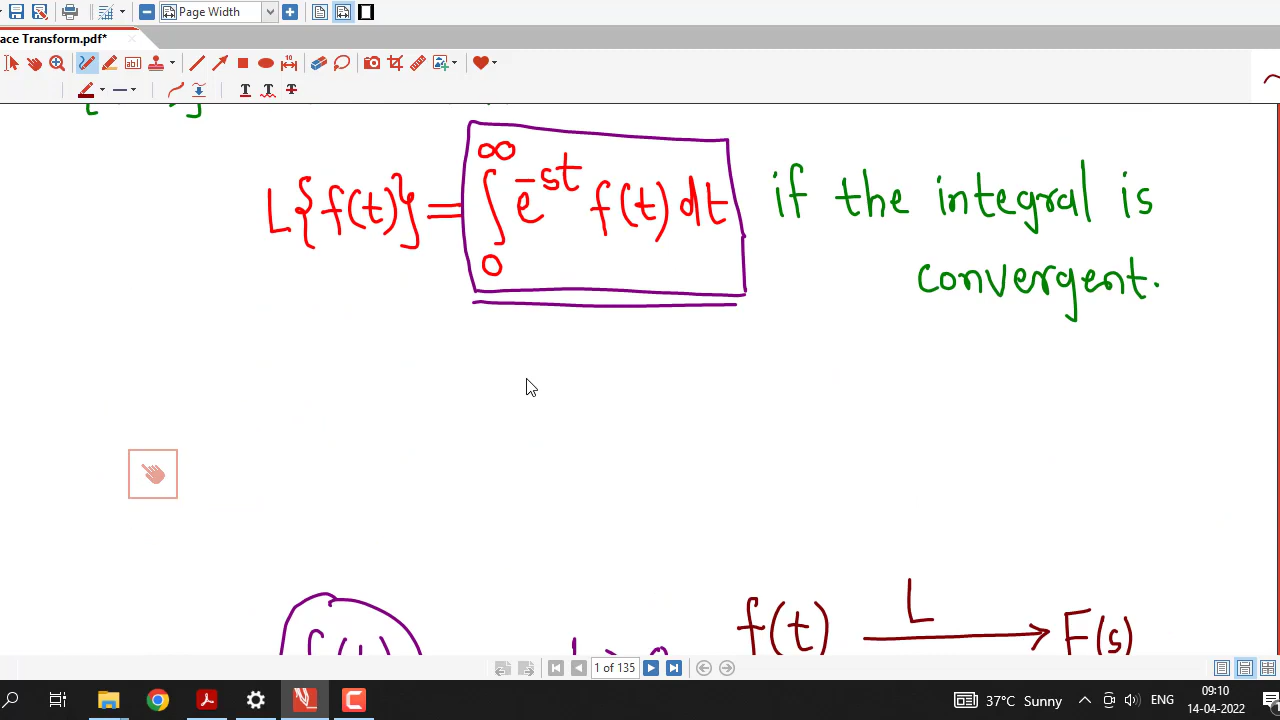 Page Width
ace Transform.pdf*
L{f(t)} = ∫₀^∞ e^{-st} f(t) dt if the integral is
convergent.
f(t) L F(s)
1 of 135
37°C Sunny
ENG
09:10
14-04-2022